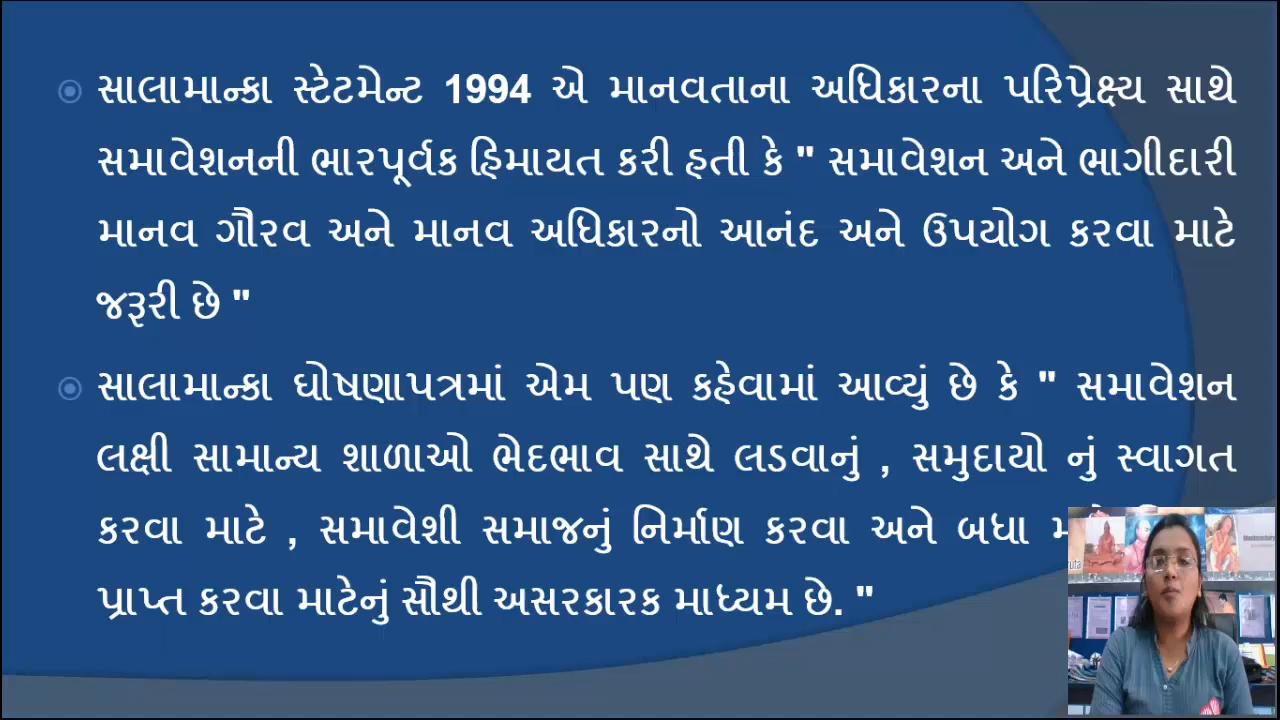 સાલામાન્કા સ્ટેટમેન્ટ 1994 એ માનવતાના અધિકારના પરિપ્રેક્ષ્ય સાથે
સમાવેશનની ભારપૂર્વક હિમાયત કરી હતી કે " સમાવેશન અને ભાગીદારી
માનવ ગૌરવ અને માનવ અધિકારનો આનંદ અને ઉપયોગ કરવા માટે
જરૂરી છે "
સાલામાન્કા ઘોષણાપત્રમાં એમ પણ કહેવામાં આવ્યું છે કે " સમાવેશન
લક્ષી સામાન્ય શાળાઓ ભેદભાવ સાથે લડવાનું , સમુદાયો નું સ્વાગત
કરવા માટે , સમાવેશી સમાજનું નિર્માણ કરવા અને બધા
પ્રાપ્ત કરવા માટેનું સૌથી અસરકારક માધ્યમ છે. "